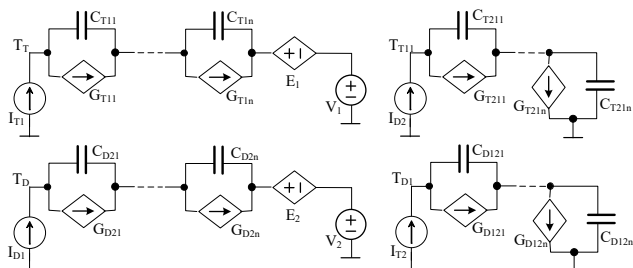 C_T11 C_T1n C_T211
T_T T_T11
G_T11 G_T1n E_1 G_T211 G_T21n C_T21n
I_T1 V_1 I_D2
C_D21 C_D2n C_D121
T_D T_D1
G_D21 G_D2n E_2 G_D121 G_D12n C_D12n
I_D1 V_2 I_T2